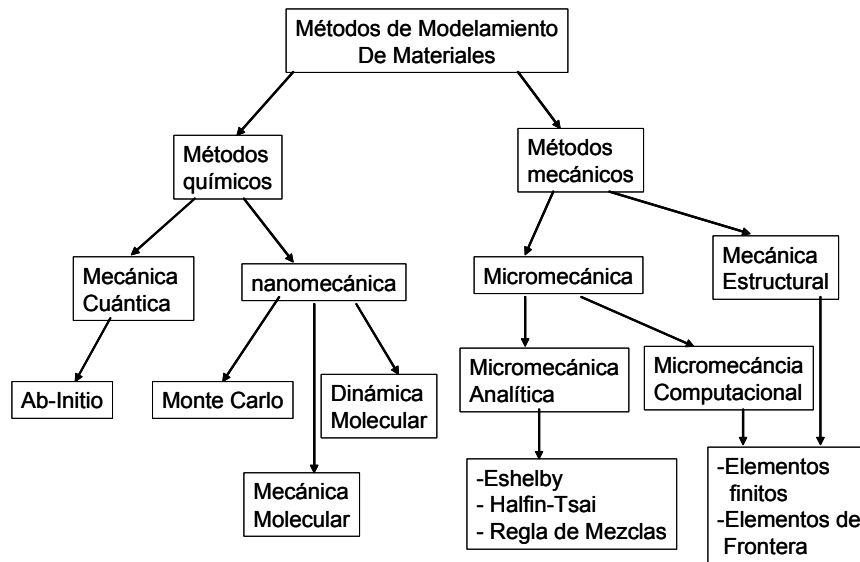 Métodos de Modelamiento
De Materiales
Métodos
químicos
Métodos
mecánicos
Mecánica
Cuántica
nanomecánica
Micromecánica
Mecánica
Estructural
Ab-Initio
Monte Carlo
Dinámica
Molecular
Micromecánica
Analítica
Micromecáncia
Computacional
Mecánica
Molecular
-Eshelby
- Halfin-Tsai
- Regla de Mezclas
-Elementos
finitos
-Elementos de
Frontera